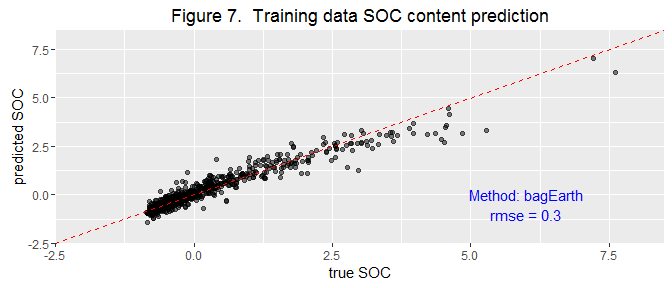 Figure 7.  Training data SOC content prediction
7.5
5.0
2.5
0.0
-2.5
predicted SOC
Method: bagEarth
rmse = 0.3
-2.5 0.0 2.5 5.0 7.5
true SOC